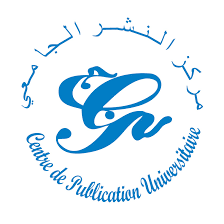 مركز النشر الجامعي
Centre de Publication Universitaire